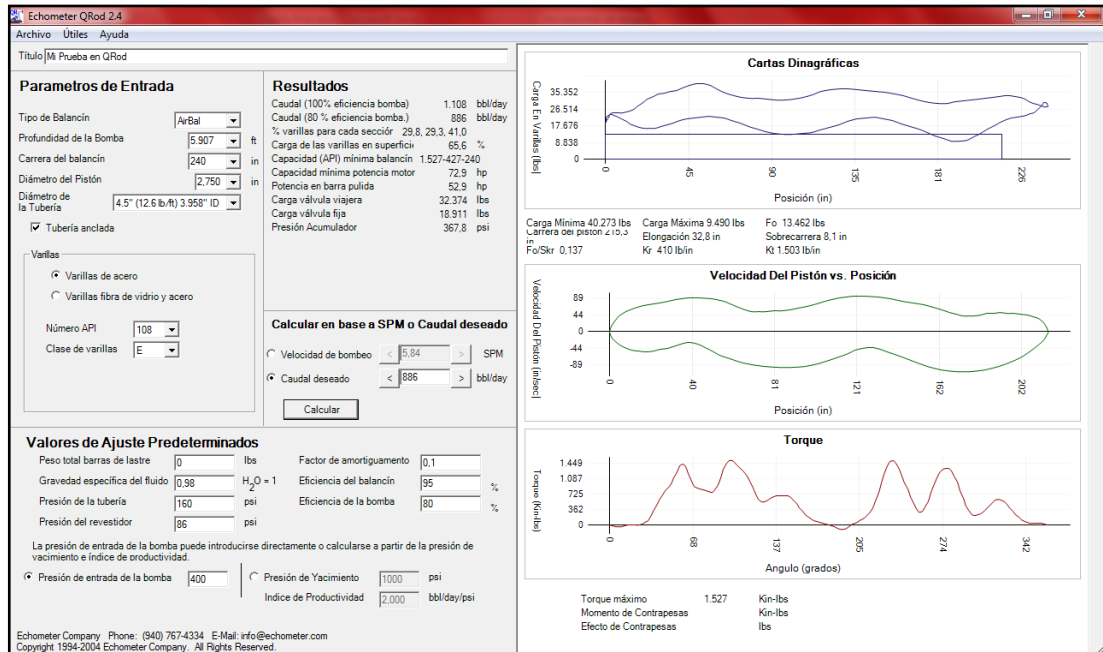 Echometer QRod 2.4
Archivo Útiles Ayuda
Título Mi Prueba en QRod
Parametros de Entrada
Tipo de Balancín AirBal
Profundidad de la Bomba 5.907 ft
Carrera del balancín 240 in
Diámetro del Pistón 2,750 in
Diámetro de
la Tubería 4.5" (12.6 lb/ft) 3.958" ID
Tubería anclada
Varillas
Varillas de acero
Varillas fibra de vidrio y acero
Número API 108
Clase de varillas E
Resultados
Caudal (100% eficiencia bomba) 1.108 bbl/day
Caudal (80 % eficiencia bomba.) 886 bbl/day
% varillas para cada secciór 29,8, 29,3, 41,0
Carga de las varillas en superfici 65,6 %
Capacidad (API) mínima balancín 1.527-427-240
Capacidad mínima potencia motor 72.9 hp
Potencia en barra pulida 52.9 hp
Carga válvula viajera 32.374 lbs
Carga válvula fija 18.911 lbs
Presión Acumulador 367,8 psi
Calcular en base a SPM o Caudal deseado
Velocidad de bombeo < 5,84 > SPM
Caudal deseado < 886 > bbl/day
Calcular
Valores de Ajuste Predeterminados
Peso total barras de lastre 0 lbs
Gravedad específica del fluido 0,98 H2O = 1
Presión de la tubería 160 psi
Presión del revestidor 86 psi
Factor de amortiguamento 0,1
Eficiencia del balancín 95 %
Eficiencia de la bomba 80 %
La presión de entrada de la bomba puede introducirse directamente o calcularse a partir de la presión de
yacimiento e índice de productividad.
Presión de entrada de la bomba 400
Presión de Yacimiento 1000 psi
Indice de Productividad 2,000 bbl/day/psi
Echometer Company Phone: (940) 767-4334 E-Mail: info@echometer.com
Copyright 1994-2004 Echometer Company. All Rights Reserved.
Cartas Dinagráficas
Carga En Varillas (lbs)
35.352
26.514
17.676
8.838
0
0 45 90 135 181 226
Posición (in)
Carga Mínima 40.273 lbs Carga Máxima 9.490 lbs Fo 13.462 lbs
Carrera del pistón 215,3 in Elongación 32,8 in Sobrecarrera 8,1 in
Fo/Skr 0,137 Kr 410 lb/in Kt 1.503 lb/in
Velocidad Del Pistón vs. Posición
Velocidad Del Pistón (in/sec)
89
44
0
-44
-89
0 40 81 121 162 202
Posición (in)
Torque
Torque (Kin-lbs)
1.449
1.087
725
362
0
0 68 137 205 274 342
Angulo (grados)
Torque máximo 1.527 Kin-lbs
Momento de Contrapesas Kin-lbs
Efecto de Contrapesas lbs